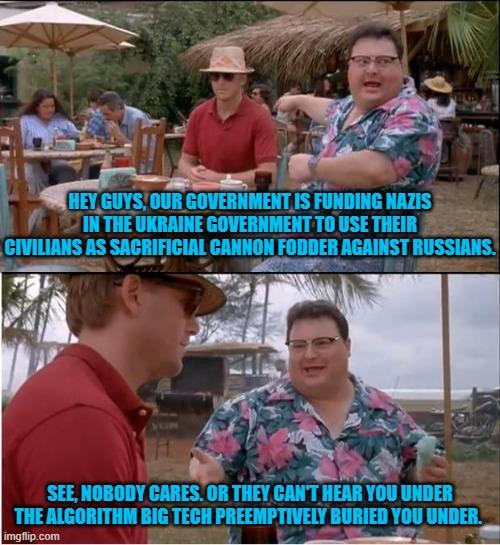 HEY GUYS, OUR GOVERNMENT IS FUNDING NAZIS
IN THE UKRAINE GOVERNMENT TO USE THEIR
CIVILIANS AS SACRIFICIAL CANNON FODDER AGAINST RUSSIANS.
SEE, NOBODY CARES. OR THEY CAN'T HEAR YOU UNDER
THE ALGORITHM BIG TECH PREEMPTIVELY BURIED YOU UNDER.
imgflip.com